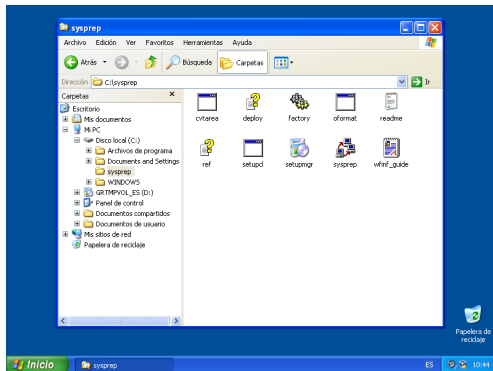 sysprep
Archivo Edición Ver Favoritos Herramientas Ayuda
Atrás Búsqueda Carpetas
Dirección C:\sysprep Ir
Carpetas
Escritorio
Mis documentos
Mi PC
Disco local (C:)
Archivos de programa
Documents and Settings
sysprep
WINDOWS
GRTMPVOL_ES (D:)
Panel de control
Documentos compartidos
Documentos de usuario
Mis sitios de red
Papelera de reciclaje
cvtarea deploy factory oformat readme
ref setupcl setupmgr sysprep wfinf_guide
Papelera de
reciclaje
Inicio sysprep ES 10:44